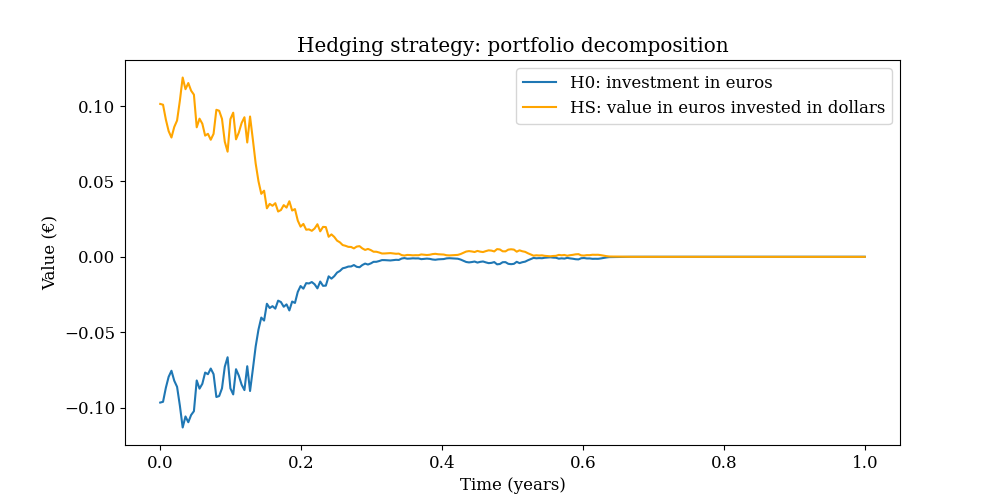 Hedging strategy: portfolio decomposition
H0: investment in euros
HS: value in euros invested in dollars
Value (€)
0.10
0.05
0.00
−0.05
−0.10
0.0 0.2 0.4 0.6 0.8 1.0
Time (years)